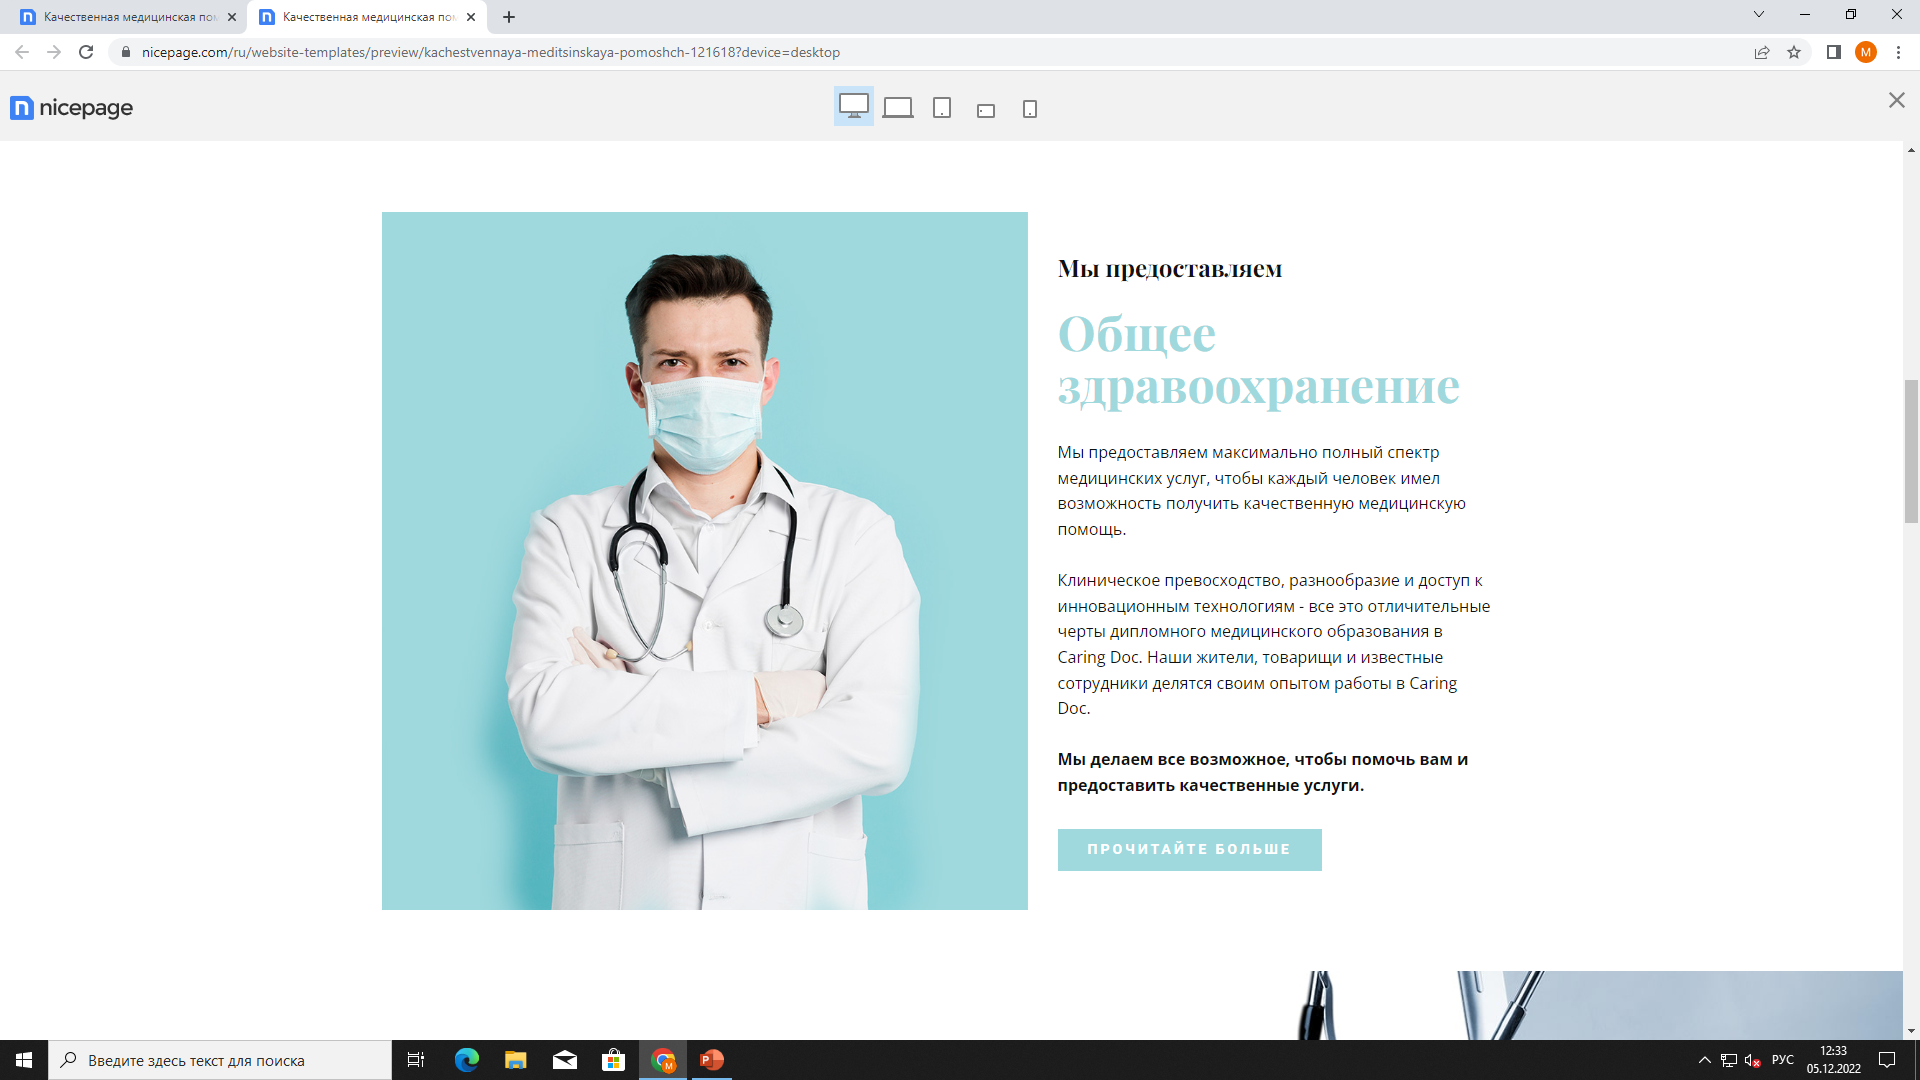 Качественная медицинская пом
Качественная медицинская пом
nicepage.com/ru/website-templates/preview/kachestvennaya-meditsinskaya-pomoshch-121618?device=desktop
M
n nicepage
Мы предоставляем
Общее
здравоохранение
Мы предоставляем максимально полный спектр
медицинских услуг, чтобы каждый человек имел
возможность получить качественную медицинскую
помощь.
Клиническое превосходство, разнообразие и доступ к
инновационным технологиям - все это отличительные
черты дипломного медицинского образования в
Caring Doc. Наши жители, товарищи и известные
сотрудники делятся своим опытом работы в Caring
Doc.
Мы делаем все возможное, чтобы помочь вам и
предоставить качественные услуги.
ПРОЧИТАЙТЕ БОЛЬШЕ
Введите здесь текст для поиска
РУС
12:33
05.12.2022